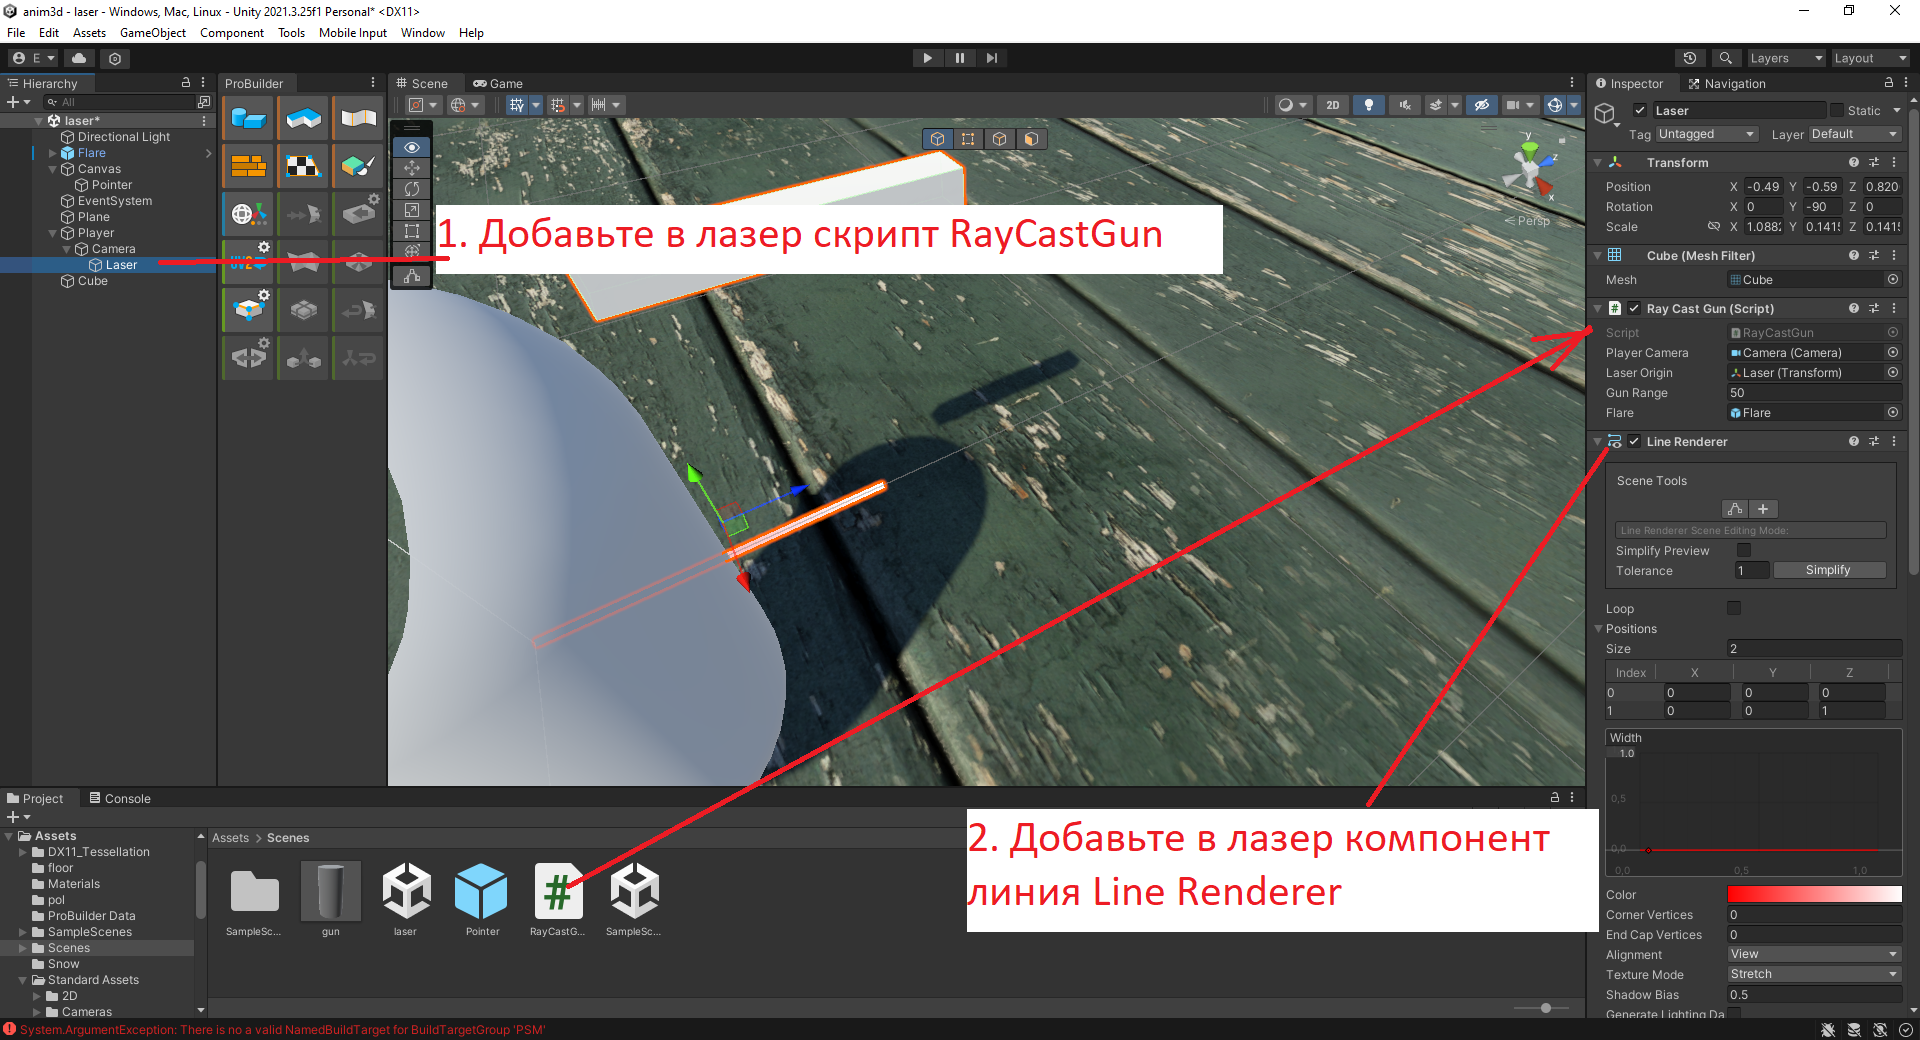 anim3d - laser - Windows, Mac, Linux - Unity 2021.3.25f1 Personal* <DX11>
File Edit Assets GameObject Component Tools Mobile Input Window Help
E Layers Layout
Hierarchy
All
laser*
Directional Light
Flare
Canvas
Pointer
EventSystem
Plane
Player
Camera
Laser
Cube
ProBuilder
UV2
Scene Game
2D
y
z
x
Persp
1. Добавьте в лазер скрипт RayCastGun
2. Добавьте в лазер компонент
линия Line Renderer
Inspector Navigation
Laser Static
Tag Untagged Layer Default
Transform
Position X -0.49 Y -0.59 Z 0.820
Rotation X 0 Y -90 Z 0
Scale X 1.088 Y 0.141 Z 0.141
Cube (Mesh Filter)
Mesh Cube
Ray Cast Gun (Script)
Script RayCastGun
Player Camera Camera (Camera)
Laser Origin Laser (Transform)
Gun Range 50
Flare Flare
Line Renderer
Scene Tools
Line Renderer Scene Editing Mode:
Simplify Preview
Tolerance 1 Simplify
Loop
Positions
Size 2
Index X Y Z
0 0 0 0
1 0 0 1
Width
1.0
0,5
0,0
0,0 0,5 1,0
Color
Corner Vertices 0
End Cap Vertices 0
Alignment View
Texture Mode Stretch
Shadow Bias 0.5
Generate Lighting Da
Project Console
Assets
DX11_Tessellation
floor
Materials
pol
ProBuilder Data
SampleScenes
Scenes
Snow
Standard Assets
2D
Cameras
Assets > Scenes
SampleSc... gun laser Pointer RayCastG... SampleSc...
System.ArgumentException: There is no a valid NamedBuildTarget for BuildTargetGroup 'PSM'